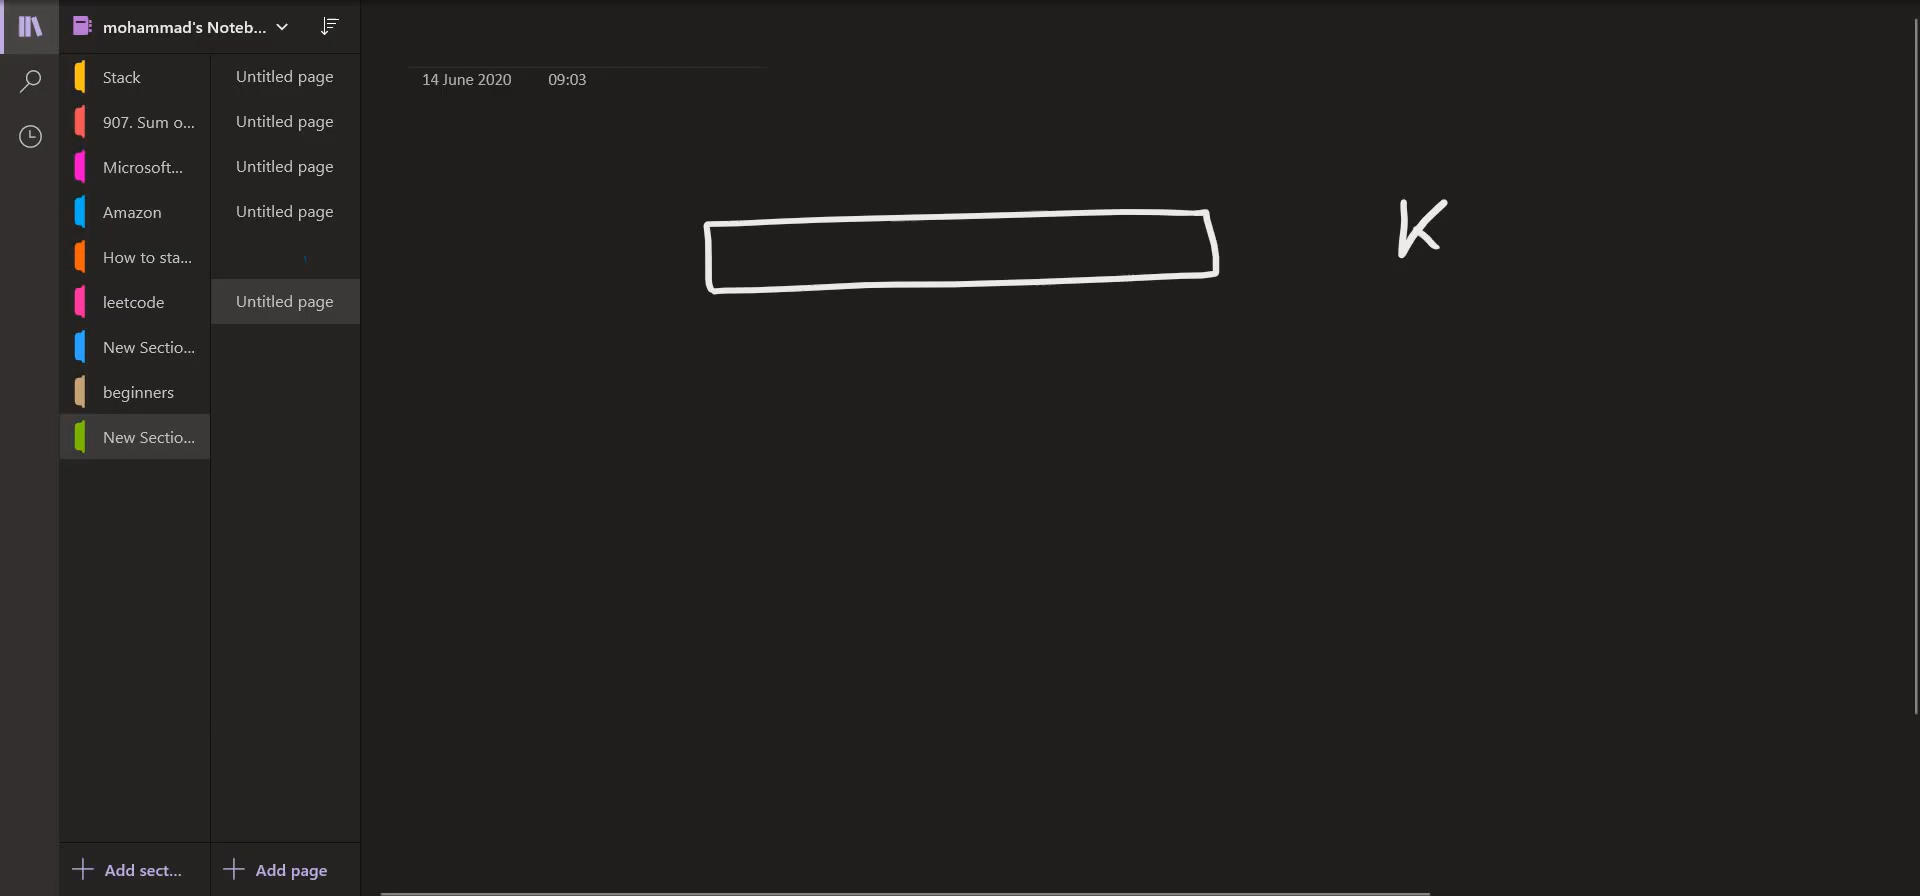 mohammad's Noteb...
Stack
907. Sum o...
Microsoft...
Amazon
How to sta...
leetcode
New Sectio...
beginners
New Sectio...
Add sect...
Untitled page
Untitled page
Untitled page
Untitled page
Untitled page
Add page
14 June 2020 09:03
K